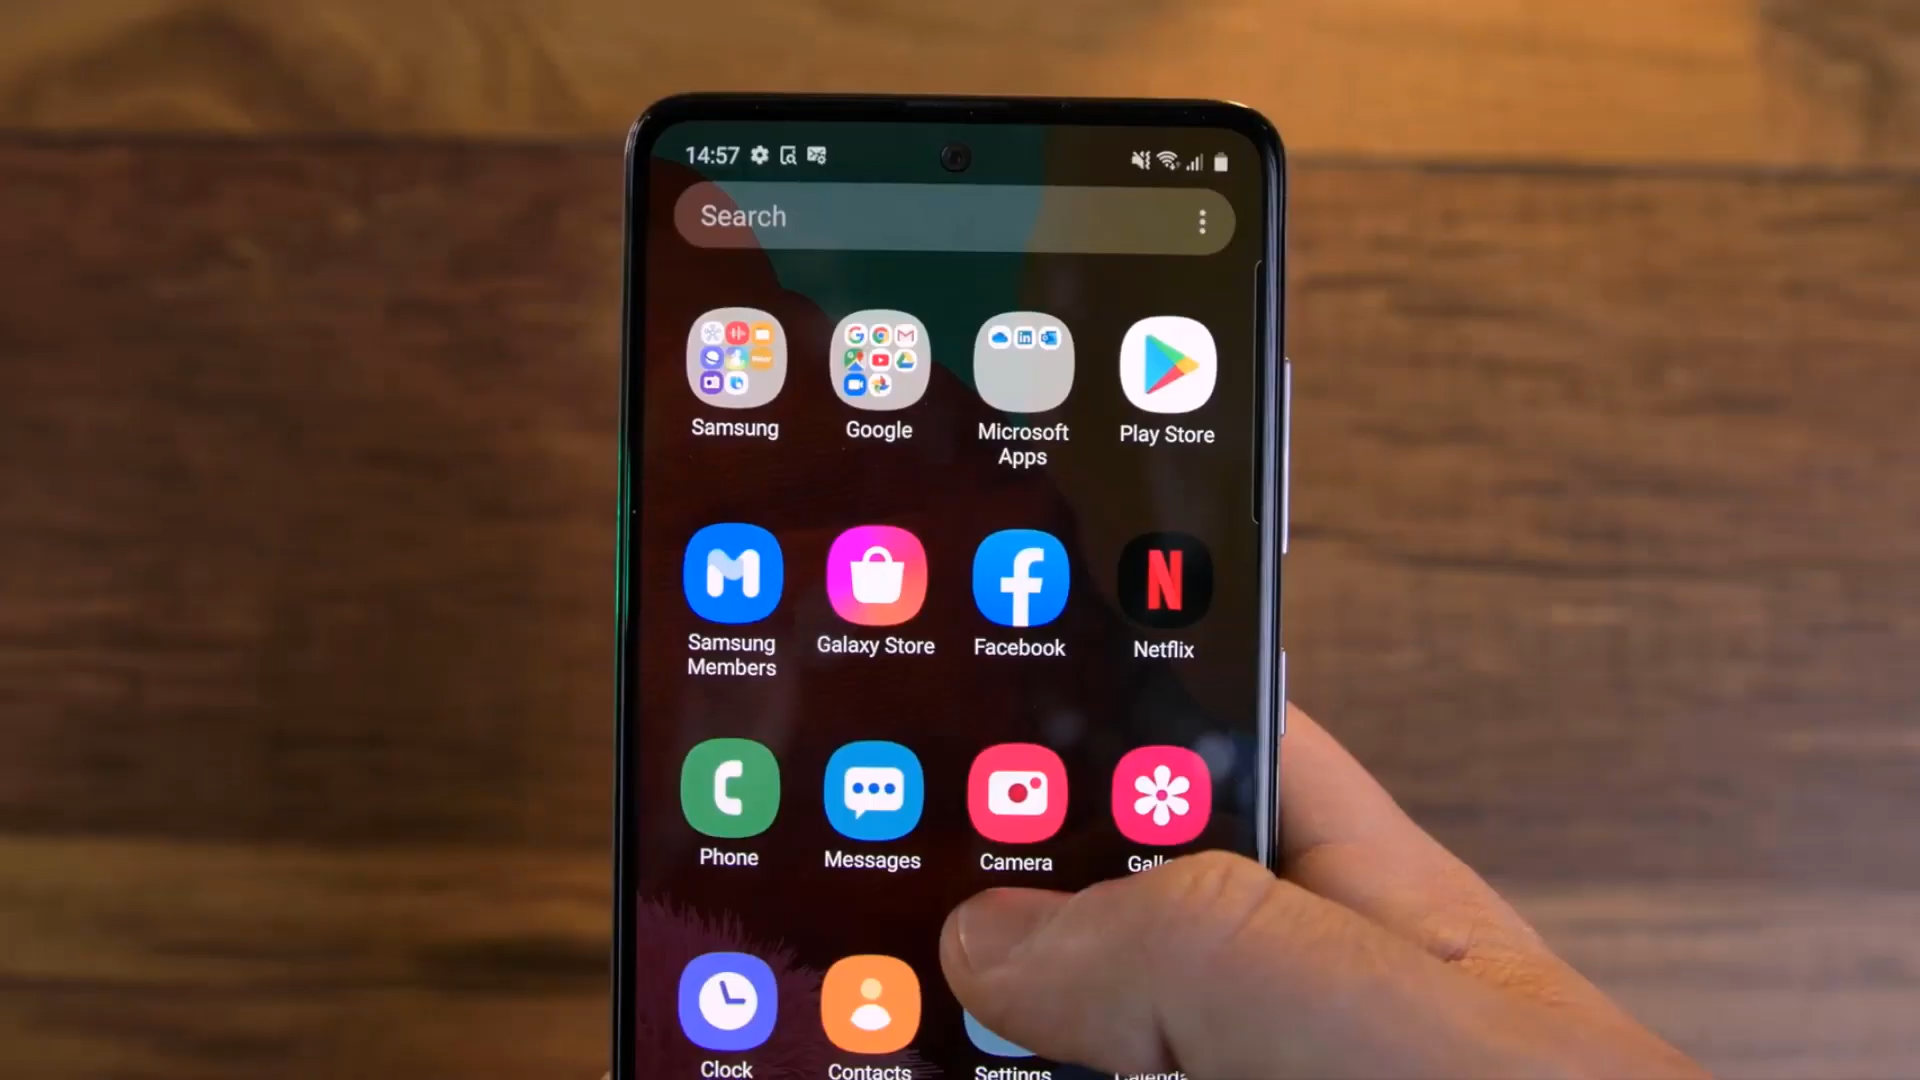 14:57
Search
Samsung
Google
Microsoft
Apps
Play Store
Samsung
Members
Galaxy Store
Facebook
N
Netflix
Phone
Messages
Camera
Clock
Contacts
Settings